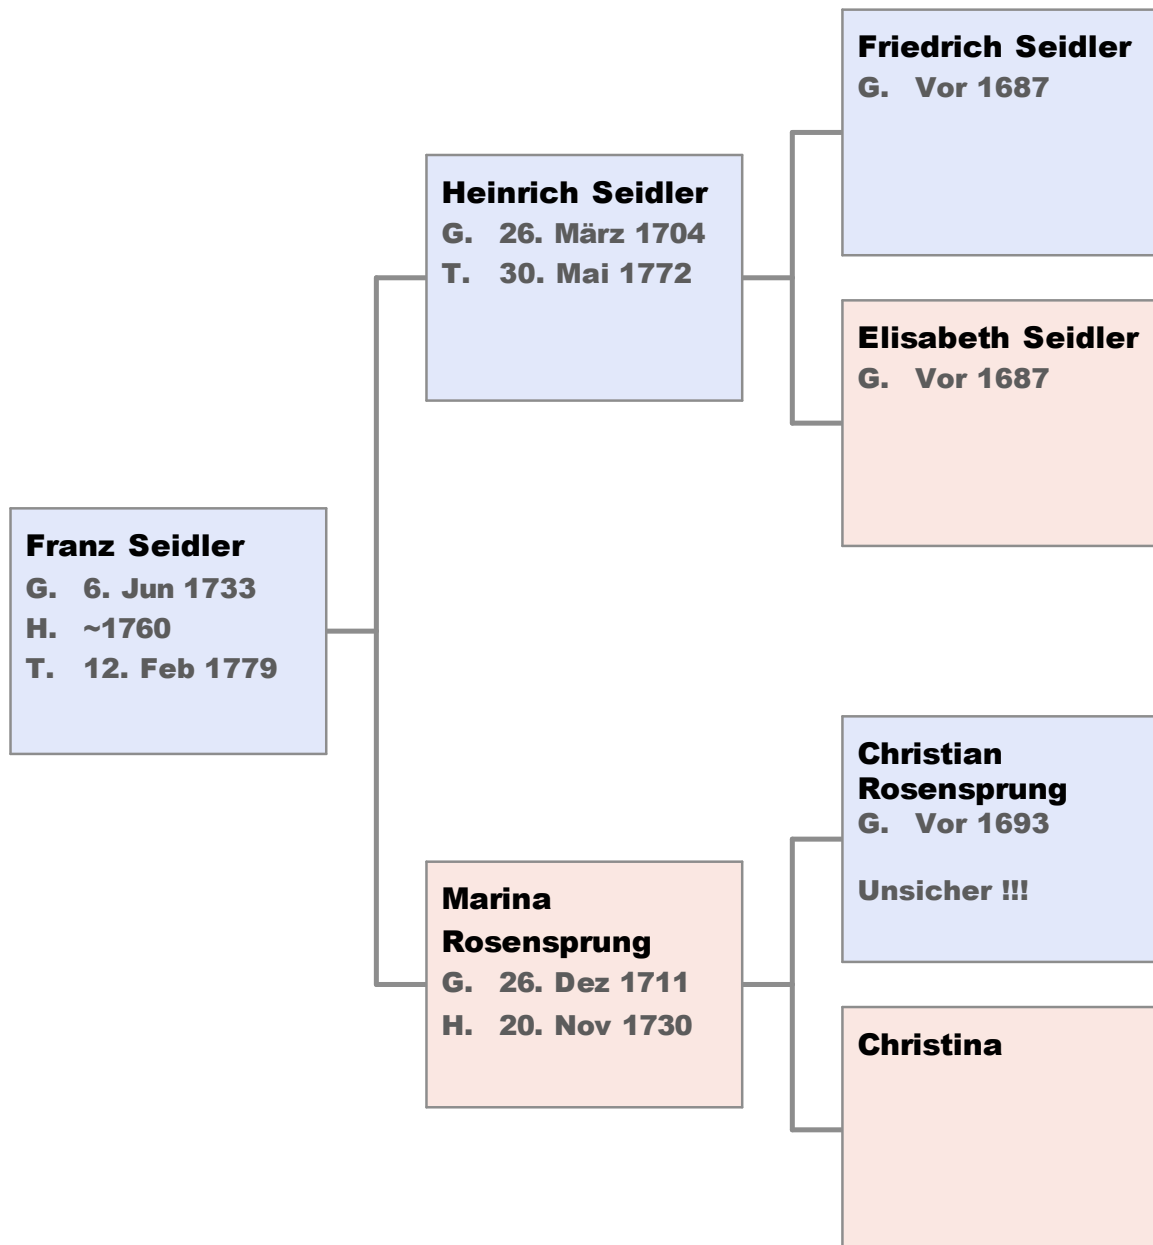 Friedrich Seidler
G. Vor 1687
Heinrich Seidler
G. 26. März 1704
T. 30. Mai 1772
Elisabeth Seidler
G. Vor 1687
Franz Seidler
G. 6. Jun 1733
H. ~1760
T. 12. Feb 1779
Christian
Rosensprung
G. Vor 1693
Unsicher !!!
Marina
Rosensprung
G. 26. Dez 1711
H. 20. Nov 1730
Christina